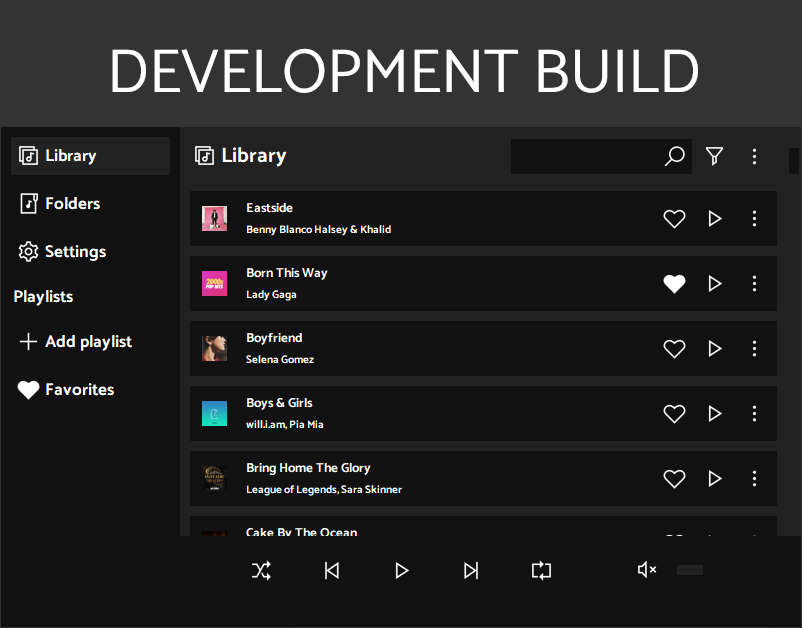 DEVELOPMENT BUILD
Library
Folders
Settings
Playlists
Add playlist
Favorites
Library
Eastside
Benny Blanco Halsey & Khalid
Born This Way
Lady Gaga
Boyfriend
Selena Gomez
Boys & Girls
will.i.am, Pia Mia
Bring Home The Glory
League of Legends, Sara Skinner
Cake By The Ocean